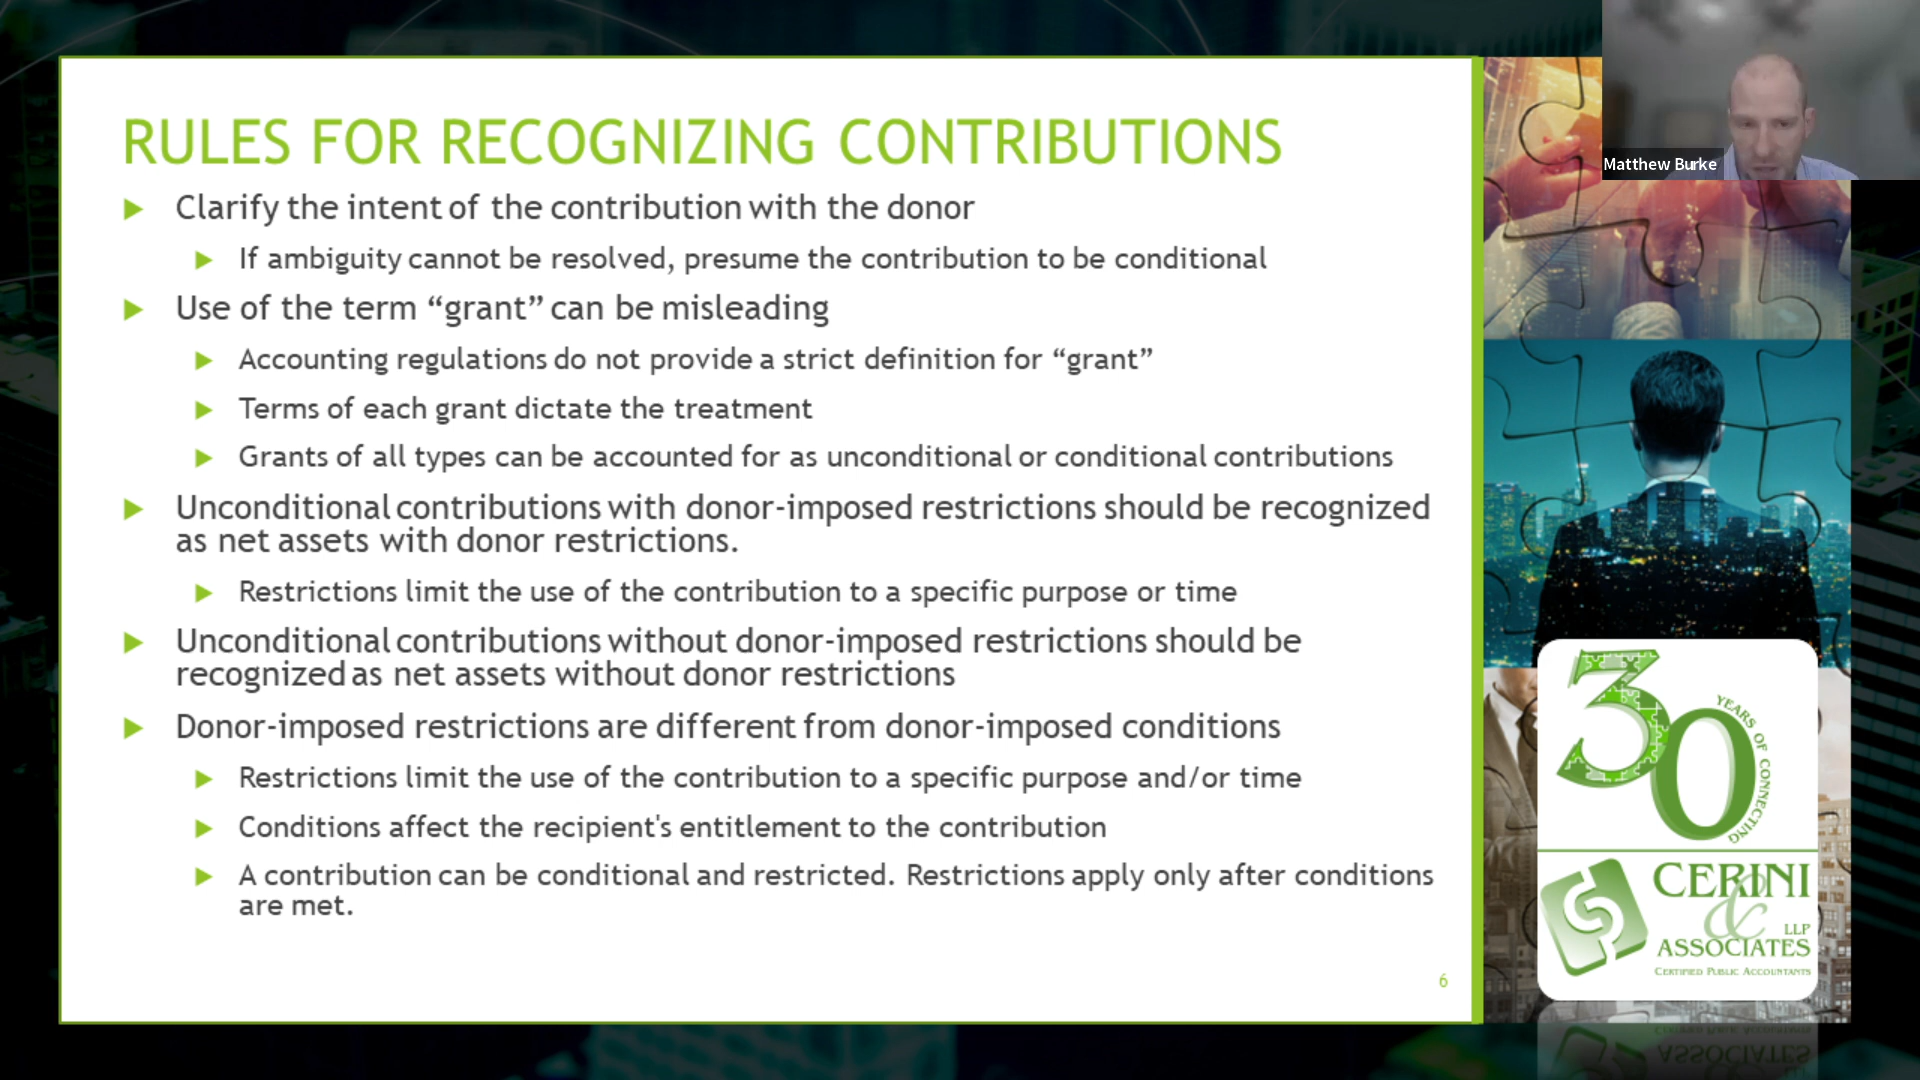 RULES FOR RECOGNIZING CONTRIBUTIONS
Clarify the intent of the contribution with the donor
If ambiguity cannot be resolved, presume the contribution to be conditional
Use of the term “grant” can be misleading
Accounting regulations do not provide a strict definition for “grant”
Terms of each grant dictate the treatment
Grants of all types can be accounted for as unconditional or conditional contributions
Unconditional contributions with donor-imposed restrictions should be recognized
as net assets with donor restrictions.
Restrictions limit the use of the contribution to a specific purpose or time
Unconditional contributions without donor-imposed restrictions should be
recognized as net assets without donor restrictions
Donor-imposed restrictions are different from donor-imposed conditions
Restrictions limit the use of the contribution to a specific purpose and/or time
Conditions affect the recipient's entitlement to the contribution
A contribution can be conditional and restricted. Restrictions apply only after conditions
are met.
6
Matthew Burke
30
YEARS OF CONNECTING
CERINI
&
LLP
ASSOCIATES
CERTIFIED PUBLIC ACCOUNTANTS